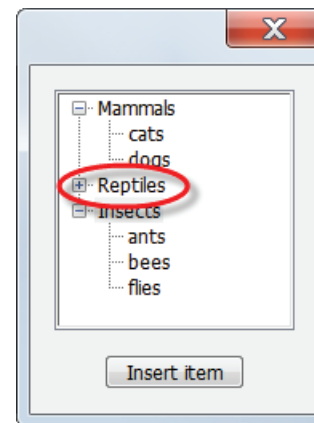 Mammals
cats
dogs
Reptiles
Insects
ants
bees
flies
Insert item